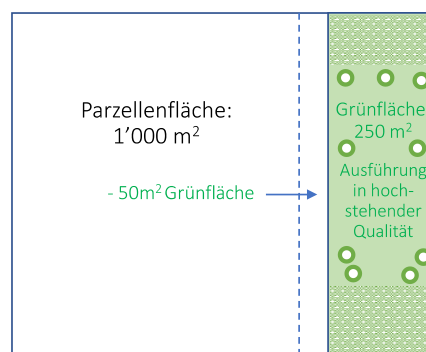 Parzellenfläche:
1’000 m²
- 50m² Grünfläche
Grünfläche
250 m²
Ausführung
in hoch-
stehender
Qualität